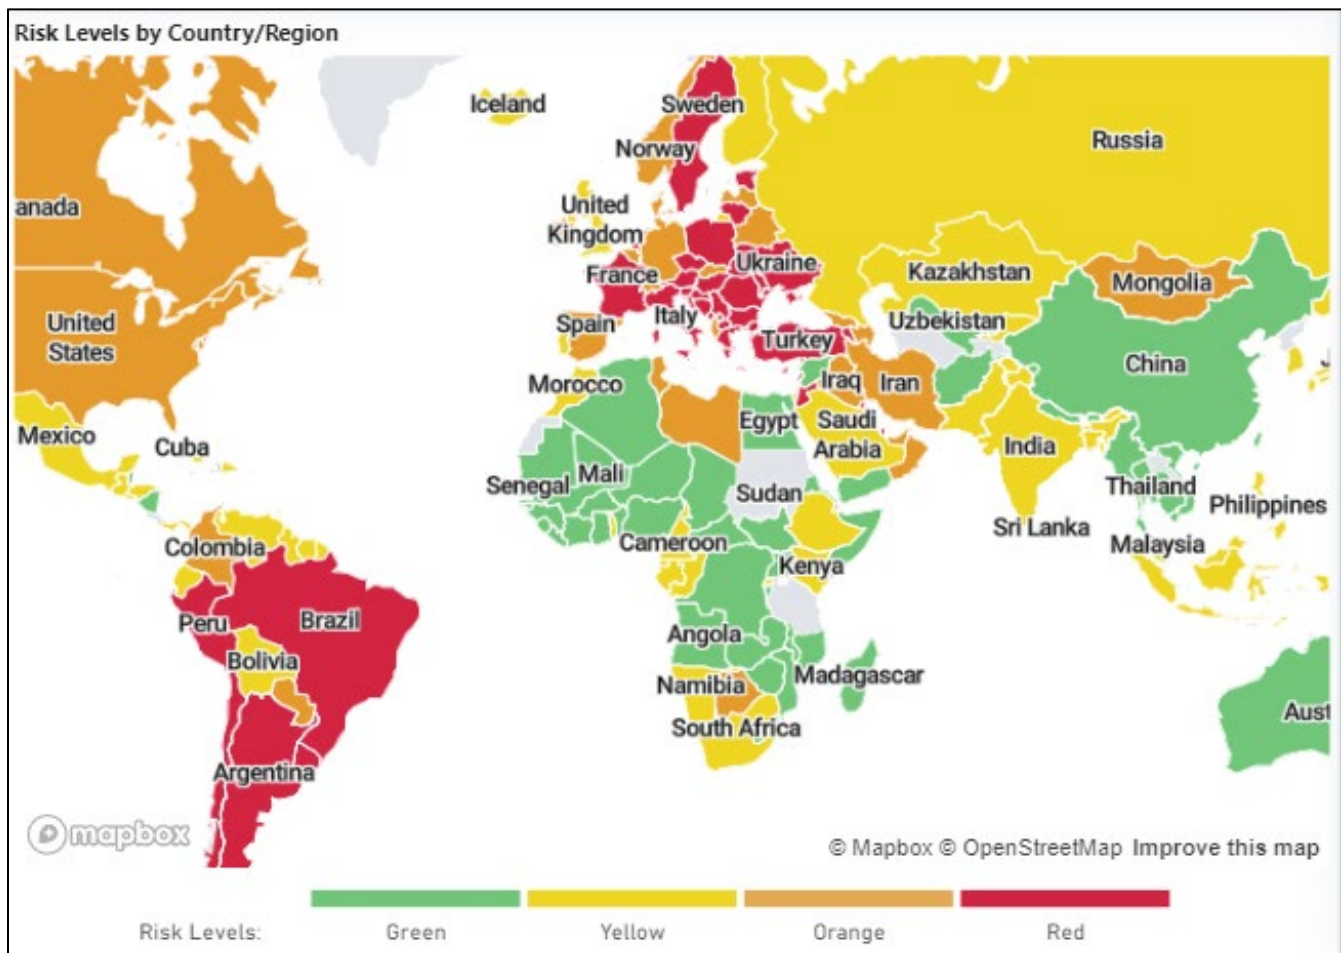 Risk Levels by Country/Region
Iceland
Sweden
Russia
Norway
anada
United
Kingdom
Ukraine
France
Kazakhstan
Mongolia
United
States
Spain
Italy
Uzbekistan
Turkey
China
Morocco
Iraq
Iran
Mexico
Cuba
Egypt
Saudi
Arabia
India
Senegal
Mali
Sudan
Thailand
Philippines
Sri Lanka
Colombia
Cameroon
Malaysia
Kenya
Peru
Brazil
Angola
Bolivia
Madagascar
Namibia
South Africa
Aust
Argentina
mapbox
© Mapbox © OpenStreetMap Improve this map
Risk Levels:
Green
Yellow
Orange
Red